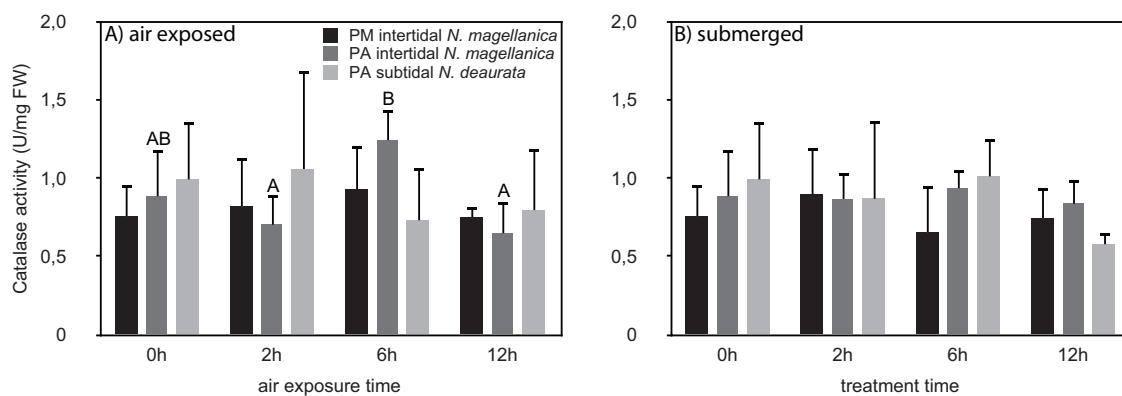 2,0
1,5
1,0
0,5
0
Catalase activity (U/mg FW)
A) air exposed
PM intertidal N. magellanica
PA intertidal N. magellanica
PA subtidal N. deaurata
AB
A
B
A
0h 2h 6h 12h
air exposure time
2,0
1,5
1,0
0,5
0
B) submerged
0h 2h 6h 12h
treatment time